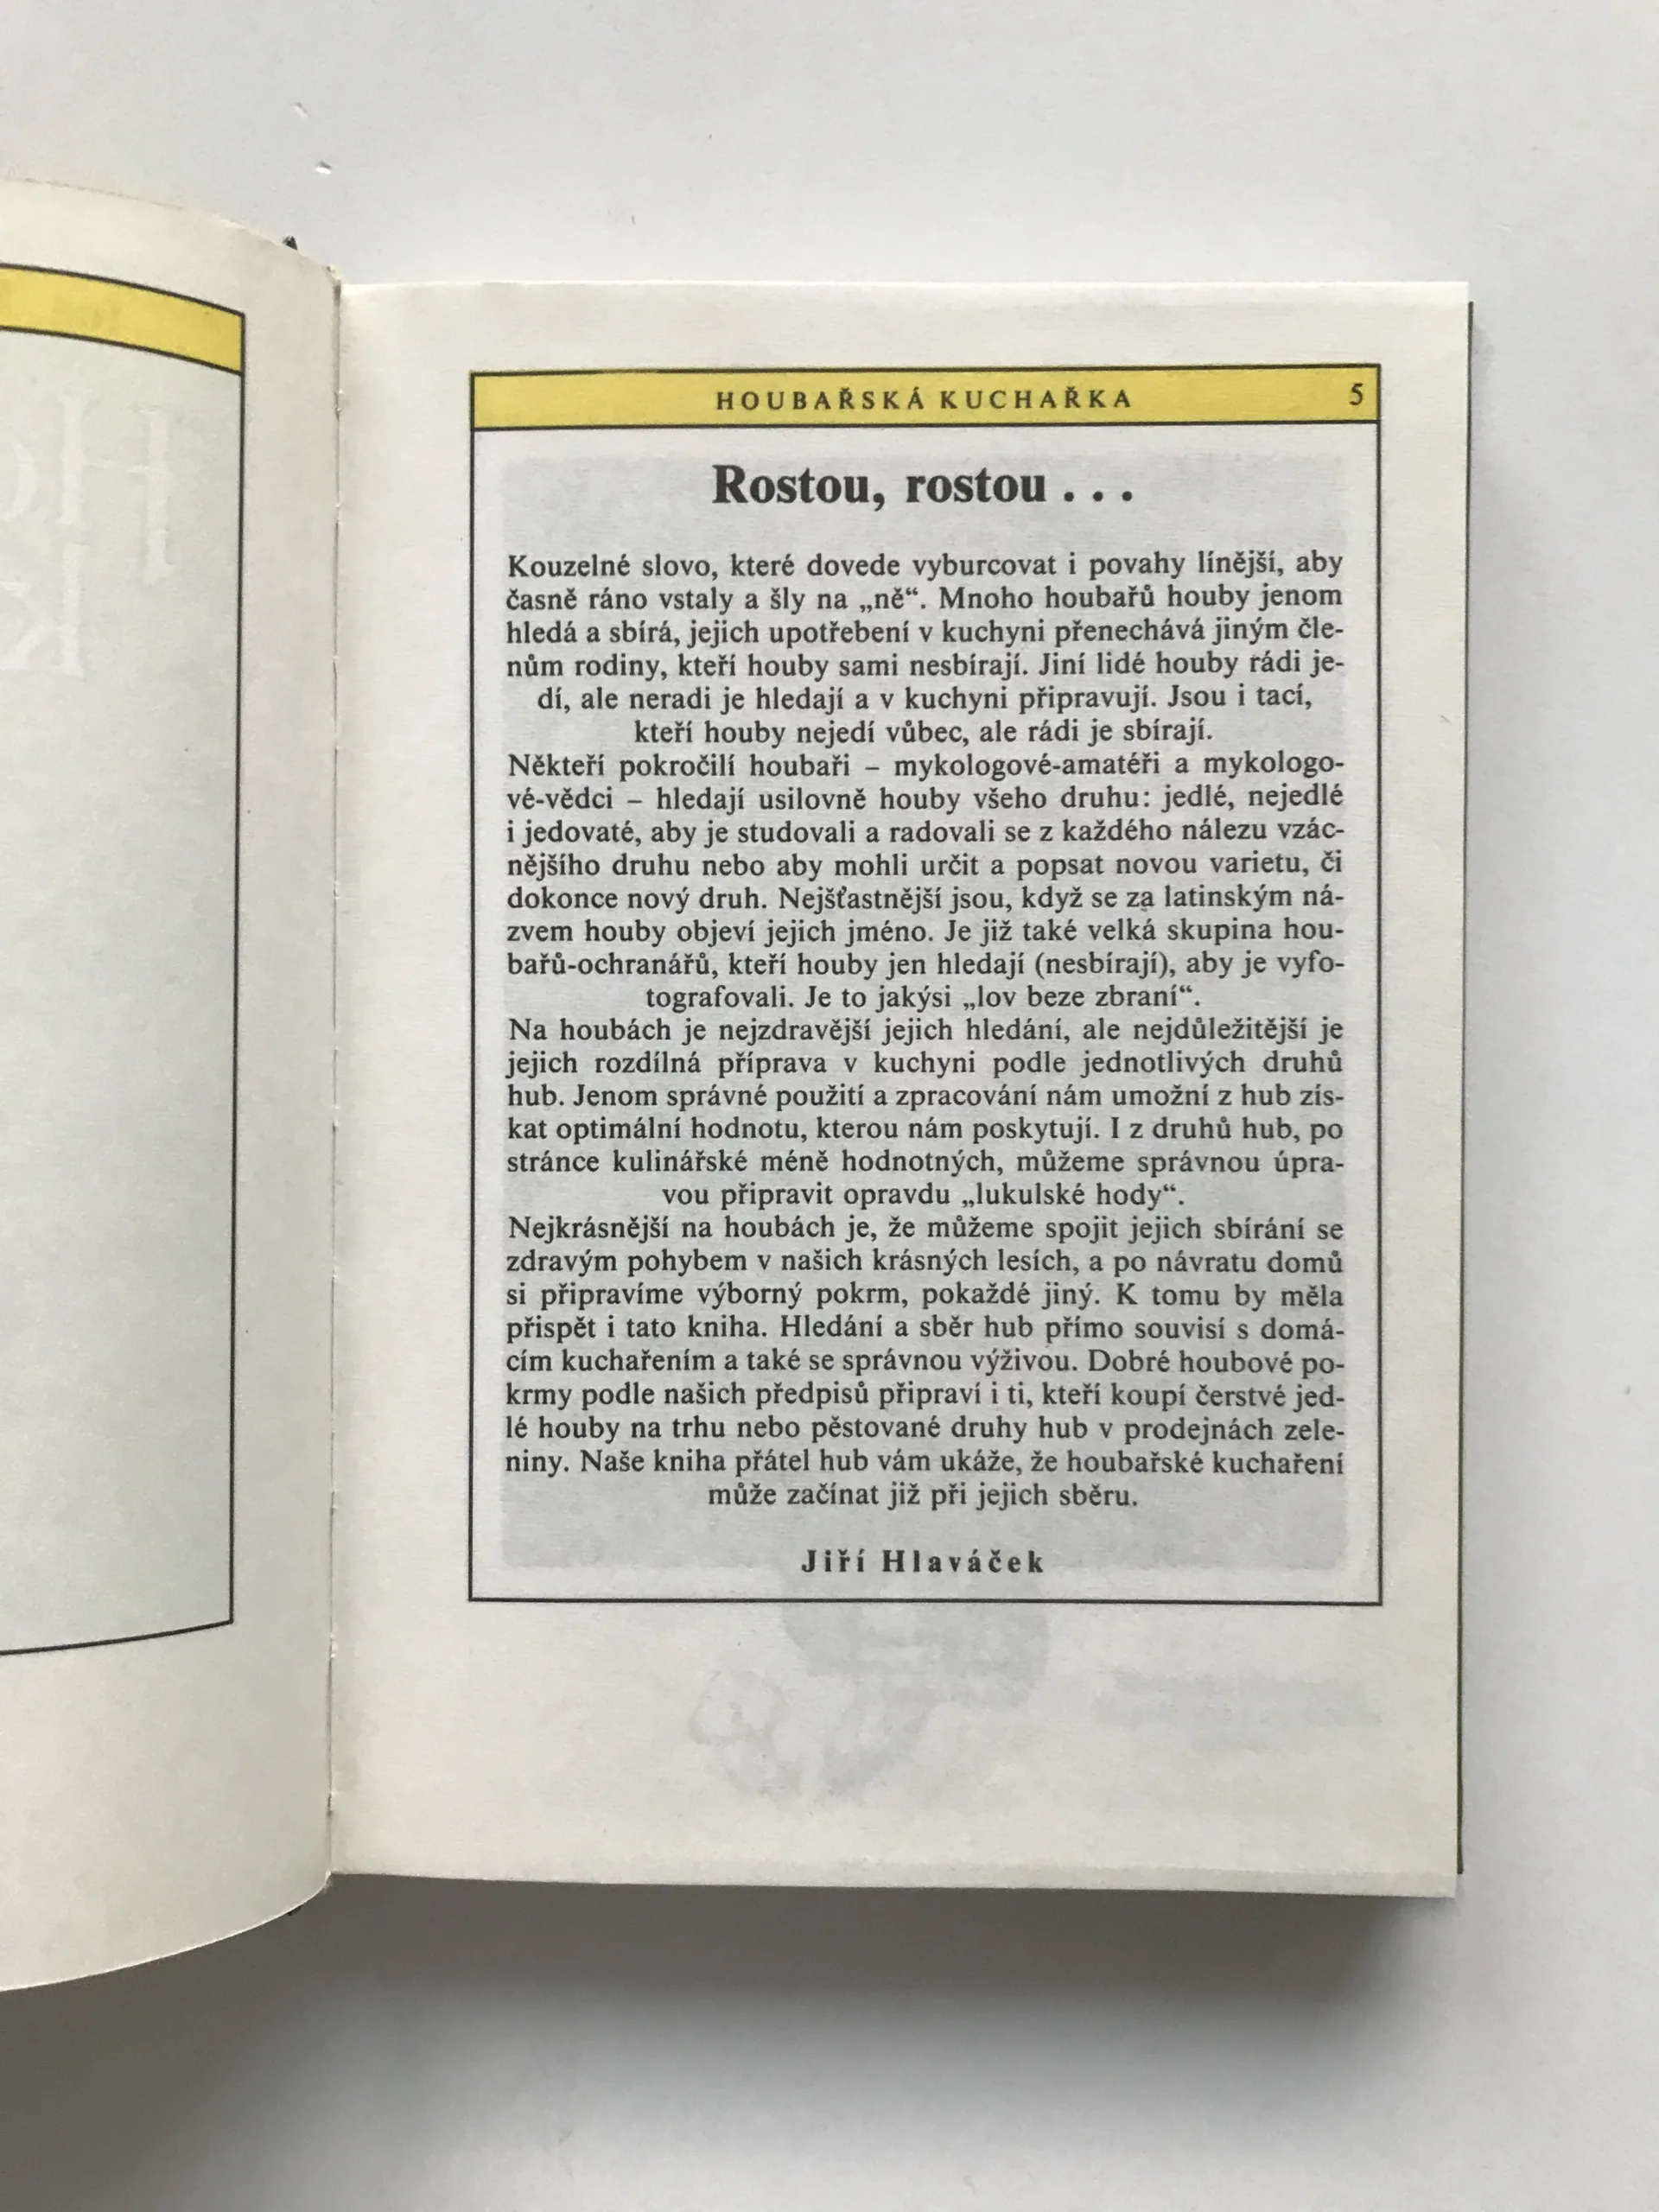 HOUBAŘSKÁ KUCHAŘKA 5
Rostou, rostou . . .
Kouzelné slovo, které dovede vyburcovat i povahy línější, aby
časně ráno vstaly a šly na „ně“. Mnoho houbařů houby jenom
hledá a sbírá, jejich upotřebení v kuchyni přenechává jiným čle-
nům rodiny, kteří houby sami nesbírají. Jiní lidé houby rádi je-
dí, ale neradi je hledají a v kuchyni připravují. Jsou i tací,
kteří houby nejedí vůbec, ale rádi je sbírají.
Někteří pokročilí houbaři – mykologové-amatéři a mykologo-
vé-vědci – hledají usilovně houby všeho druhu: jedlé, nejedlé
i jedovaté, aby je studovali a radovali se z každého nálezu vzác-
nějšího druhu nebo aby mohli určit a popsat novou varietu, či
dokonce nový druh. Nejšťastnější jsou, když se za latinským ná-
zvem houby objeví jejich jméno. Je již také velká skupina hou-
bařů-ochranářů, kteří houby jen hledají (nesbírají), aby je vyfo-
tografovali. Je to jakýsi „lov beze zbraní“.
Na houbách je nejzdravější jejich hledání, ale nejdůležitější je
jejich rozdílná příprava v kuchyni podle jednotlivých druhů
hub. Jenom správné použití a zpracování nám umožní z hub zís-
kat optimální hodnotu, kterou nám poskytují. I z druhů hub, po
stránce kulinářské méně hodnotných, můžeme správnou úpra-
vou připravit opravdu „lukulské hody“.
Nejkrásnější na houbách je, že můžeme spojit jejich sbírání se
zdravým pohybem v našich krásných lesích, a po návratu domů
si připravíme výborný pokrm, pokaždé jiný. K tomu by měla
přispět i tato kniha. Hledání a sběr hub přímo souvisí s domá-
cím kuchařením a také se správnou výživou. Dobré houbové po-
krmy podle našich předpisů připraví i ti, kteří koupí čerstvé jed-
lé houby na trhu nebo pěstované druhy hub v prodejnách zele-
niny. Naše kniha přátel hub vám ukáže, že houbařské kuchaření
může začínat již při jejich sběru.
Jiří Hlaváček